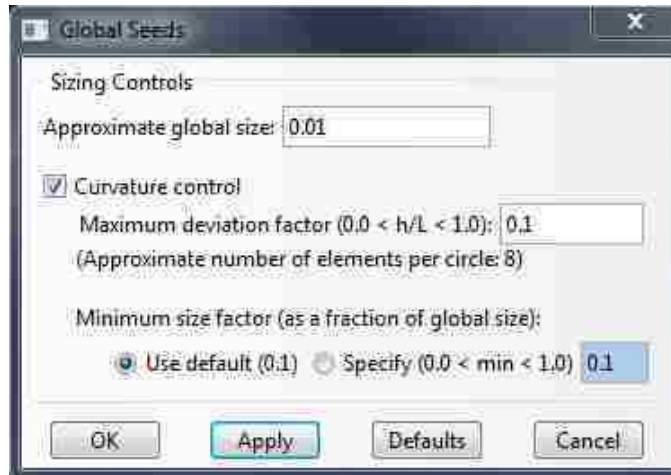 Global Seeds
Sizing Controls
Approximate global size: 0.01
Curvature control
Maximum deviation factor (0.0 < h/L < 1.0): 0.1
(Approximate number of elements per circle: 8)
Minimum size factor (as a fraction of global size):
Use default (0.1) Specify (0.0 < min < 1.0) 0.1
OK Apply Defaults Cancel